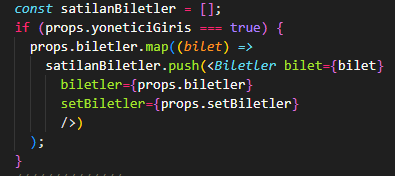 const satilanBiletler = [];
if (props.yoneticiGiris === true) {
props.biletler.map((bilet) =>
satilanBiletler.push(<Biletler bilet={bilet}
biletler={props.biletler}
setBiletler={props.setBiletler}
/>)
);
}